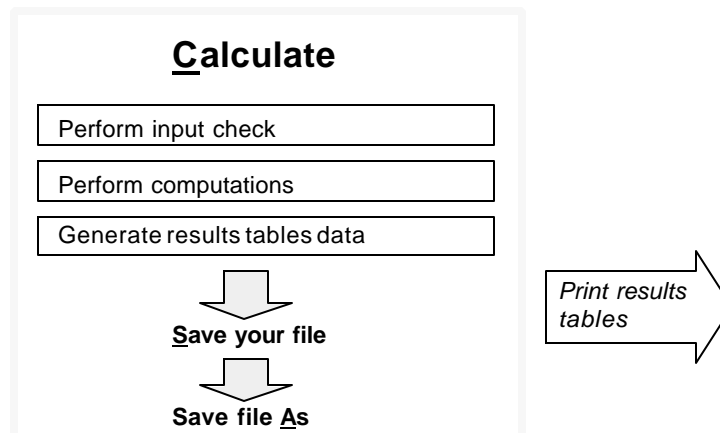 Calculate
Perform input check
Perform computations
Generate results tables data
Save your file
Save file As
Print results
tables